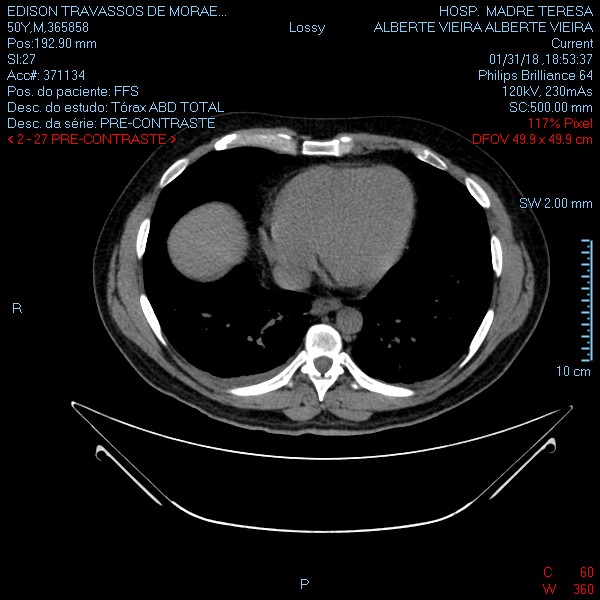 EDISON TRAVASSOS DE MORAE...
50Y,M,365858
Pos:192.90 mm
SI:27
Acc#: 371134
Pos. do paciente: FFS
Desc. do estudo: Tórax ABD TOTAL
Desc. da série: PRE-CONTRASTE
< 2 - 27 PRE-CONTRASTE >
Lossy
HOSP. MADRE TERESA
ALBERTE VIEIRA ALBERTE VIEIRA
Current
01/31/18 ,18:53:37
Philips Brilliance 64
120kV, 230mAs
SC:500.00 mm
117% Pixel
DFOV 49.9 x 49.9 cm
SW 2.00 mm
R
10 cm
P
C 60
W 360